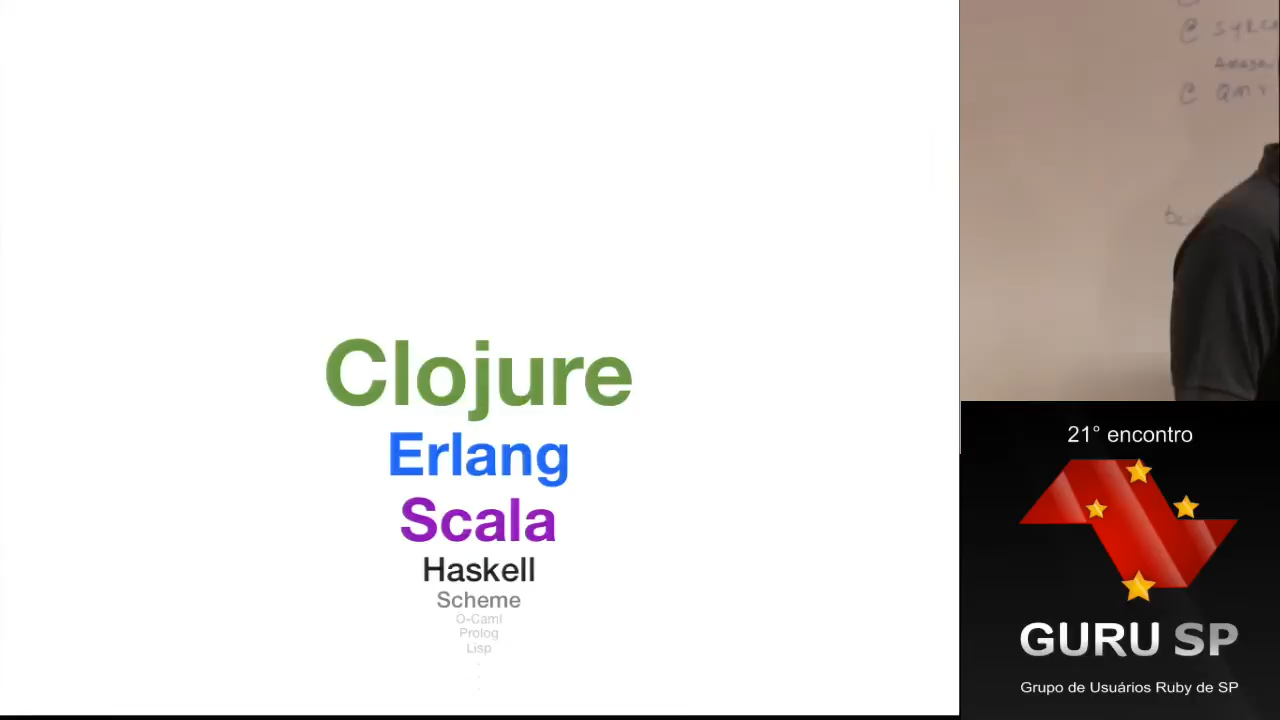 Clojure
Erlang
Scala
Haskell
Scheme
O-Caml
Prolog
Lisp
21° encontro
GURU SP
Grupo de Usuários Ruby de SP